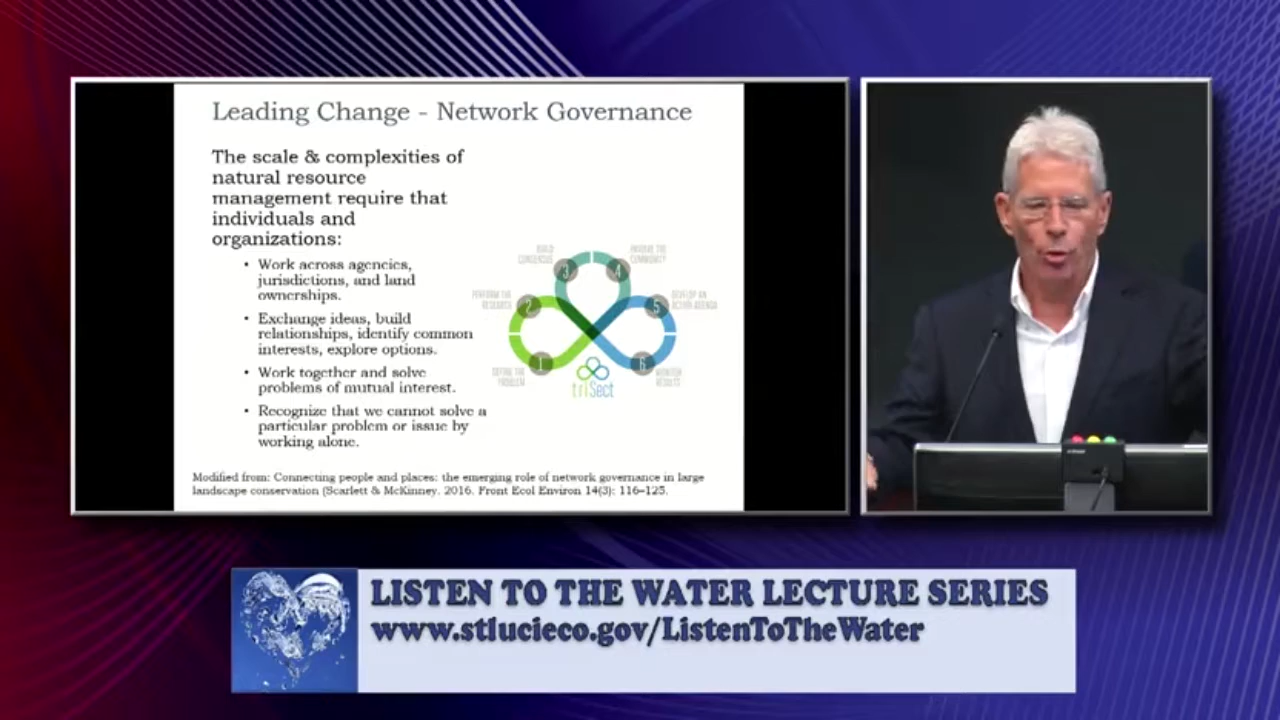 Leading Change - Network Governance
The scale & complexities of
natural resource
management require that
individuals and
organizations:
• Work across agencies,
jurisdictions, and land
ownerships.
• Exchange ideas, build
relationships, identify common
interests, explore options.
• Work together and solve
problems of mutual interest.
• Recognize that we cannot solve a
particular problem or issue by
working alone.
BUILD
CONSENSUS
3
4
COMMUNITY
PERFORM THE
RESEARCH
2
5
DEVELOP AN
ACTION AGENDA
DEFINE THE
PROBLEM
1
6
MONITOR
RESULTS
triSect
Modified from: Connecting people and places: the emerging role of network governance in large
landscape conservation (Scarlett & McKinney. 2016. Front Ecol Environ 14(3): 116–125.
LISTEN TO THE WATER LECTURE SERIES
www.stlucieco.gov/ListenToTheWater